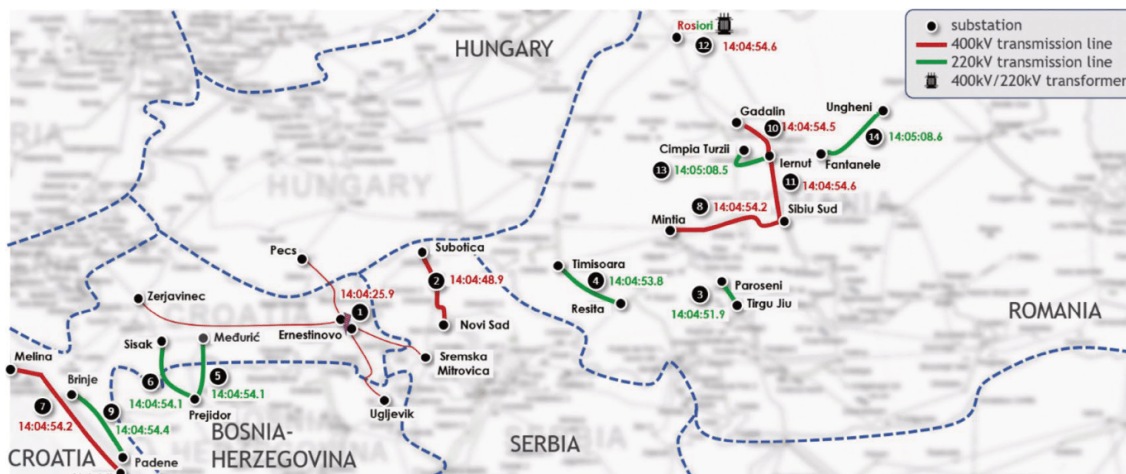 HUNGARY
Rosiori
12
14:04:54.6
substation
400kV transmission line
220kV transmission line
400kV/220kV transformer
Gadalin
10
14:04:54.5
Ungheni
14
14:05:08.6
Cimpia Turzii
13
14:05:08.5
Iernut
Fantanele
HUNGARY
11
14:04:54.6
8
14:04:54.2
Mintia
Sibiu Sud
Pecs
Subotica
2
14:04:48.9
Timisoara
4
14:04:53.8
Resita
Paroseni
3
14:04:51.9
Tirgu Jiu
ROMANIA
Zerjavinec
14:04:25.9
1
Ernestinovo
Novi Sad
Sisak
Međurić
Sremska
Mitrovica
Melina
Brinje
6
14:04:54.1
5
14:04:54.1
Prejidor
Ugljevik
7
14:04:54.2
9
14:04:54.4
Padene
CROATIA
BOSNIA-
HERZEGOVINA
SERBIA